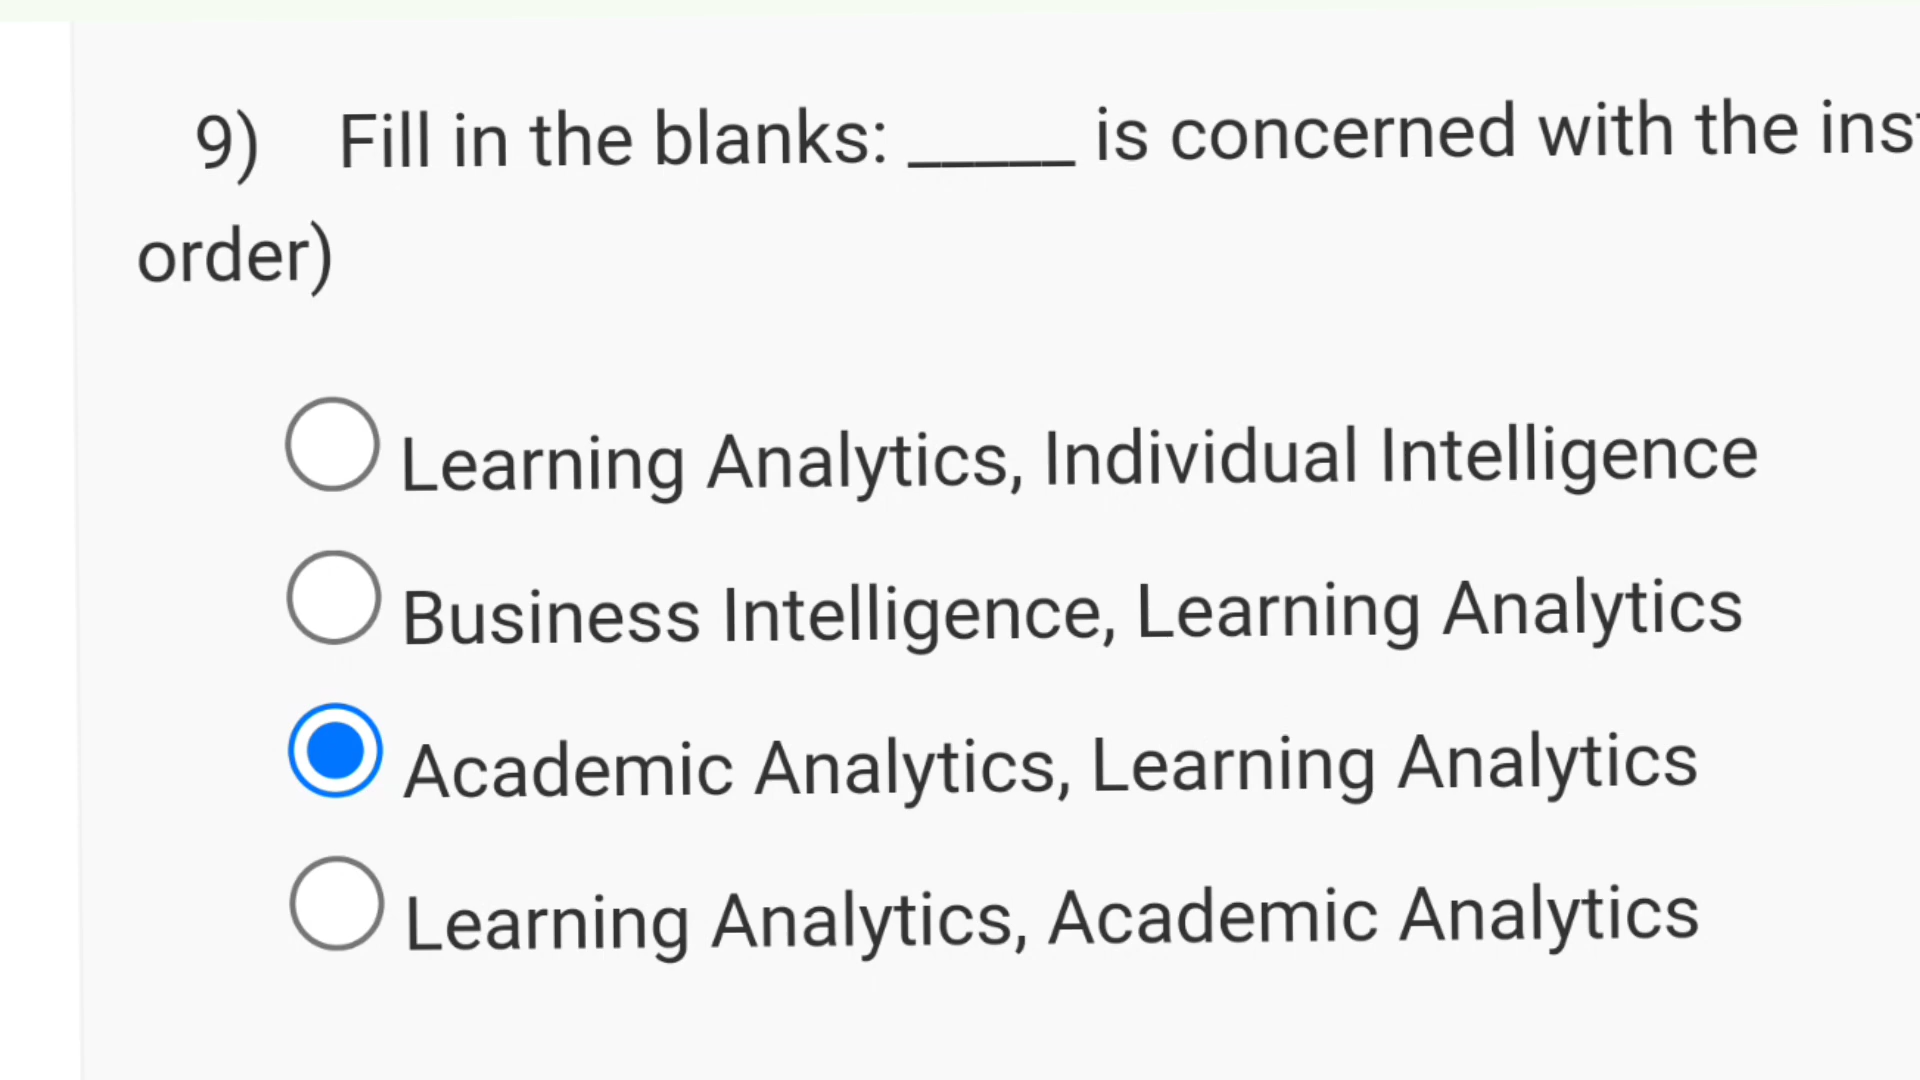 9) Fill in the blanks: _____ is concerned with the
order)
Learning Analytics, Individual Intelligence
Business Intelligence, Learning Analytics
Academic Analytics, Learning Analytics
Learning Analytics, Academic Analytics